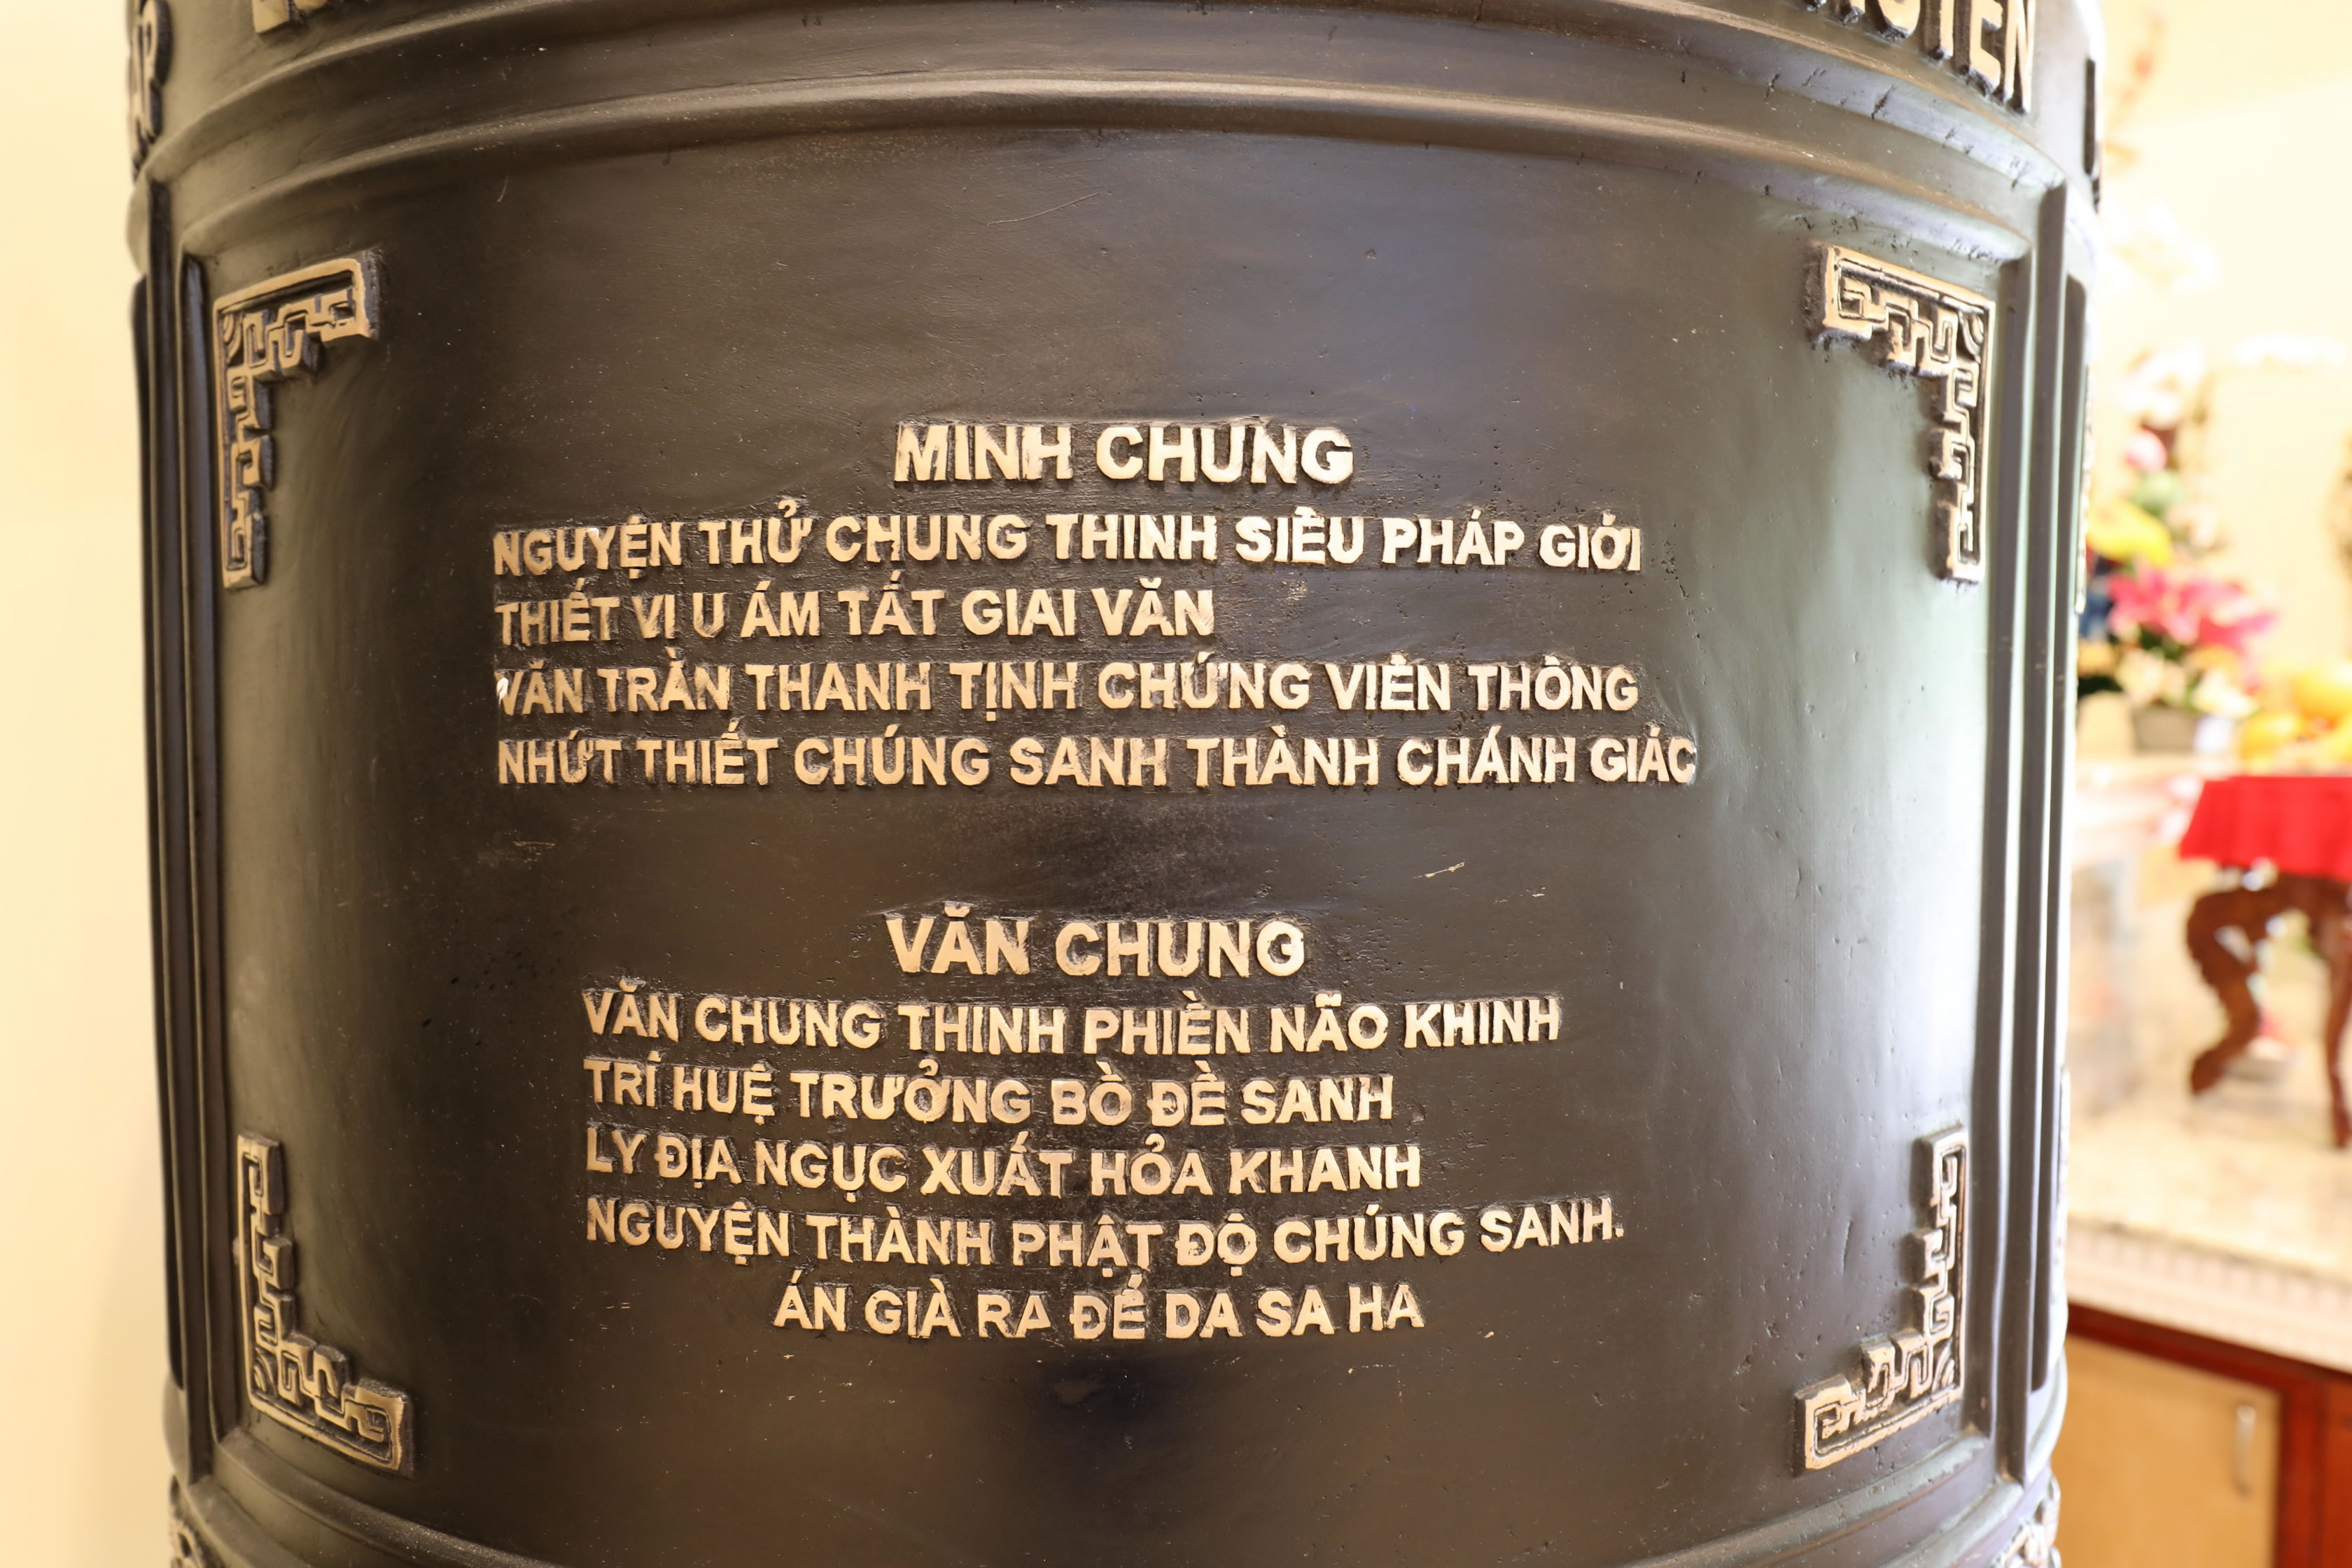 MINH CHUNG
NGUYỆN THỬ CHUNG THINH SIÊU PHÁP GIỚI
THIẾT VI U ÁM TẤT GIAI VĂN
VĂN TRẦN THANH TỊNH CHỨNG VIÊN THÔNG
NHỨT THIẾT CHÚNG SANH THÀNH CHÁNH GIÁC
VĂN CHUNG
VĂN CHUNG THINH PHIỀN NÃO KHINH
TRÍ HUỆ TRƯỞNG BỒ ĐỀ SANH
LY ĐỊA NGỤC XUẤT HỎA KHANH
NGUYỆN THÀNH PHẬT ĐỘ CHÚNG SANH.
ÁN GIÀ RA ĐẾ DA SA HA